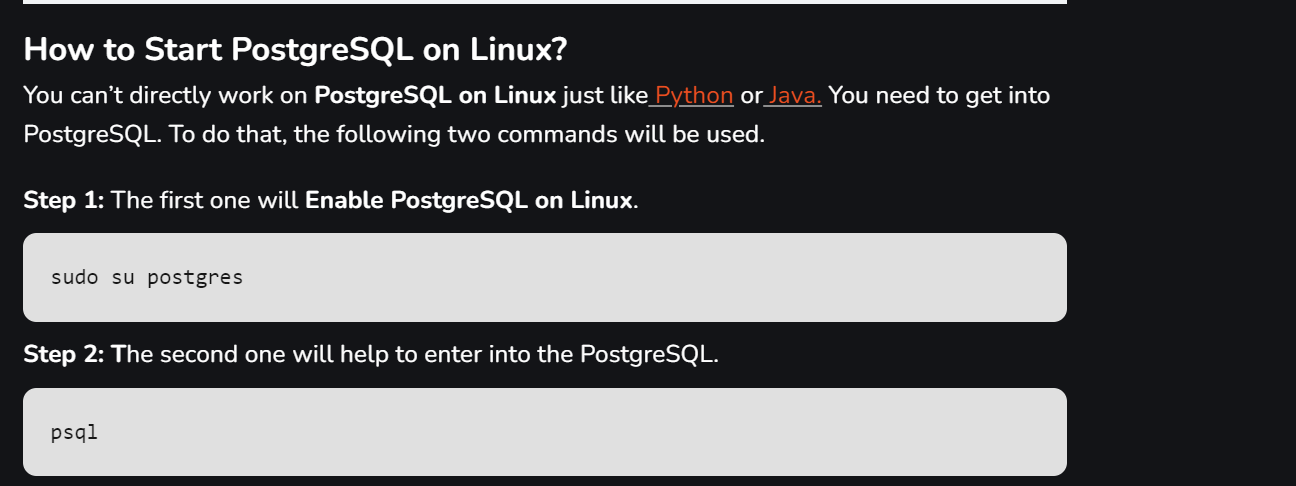 How to Start PostgreSQL on Linux?
You can’t directly work on PostgreSQL on Linux just like Python or Java. You need to get into
PostgreSQL. To do that, the following two commands will be used.
Step 1: The first one will Enable PostgreSQL on Linux.
sudo su postgres
Step 2: The second one will help to enter into the PostgreSQL.
psql